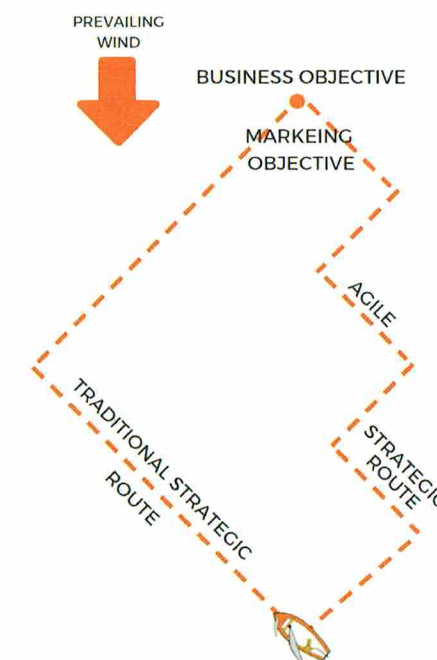 PREVAILING
WIND
BUSINESS OBJECTIVE
MARKEING
OBJECTIVE
AGILE
STRATEGIC
ROUTE
TRADITIONAL STRATEGIC
ROUTE